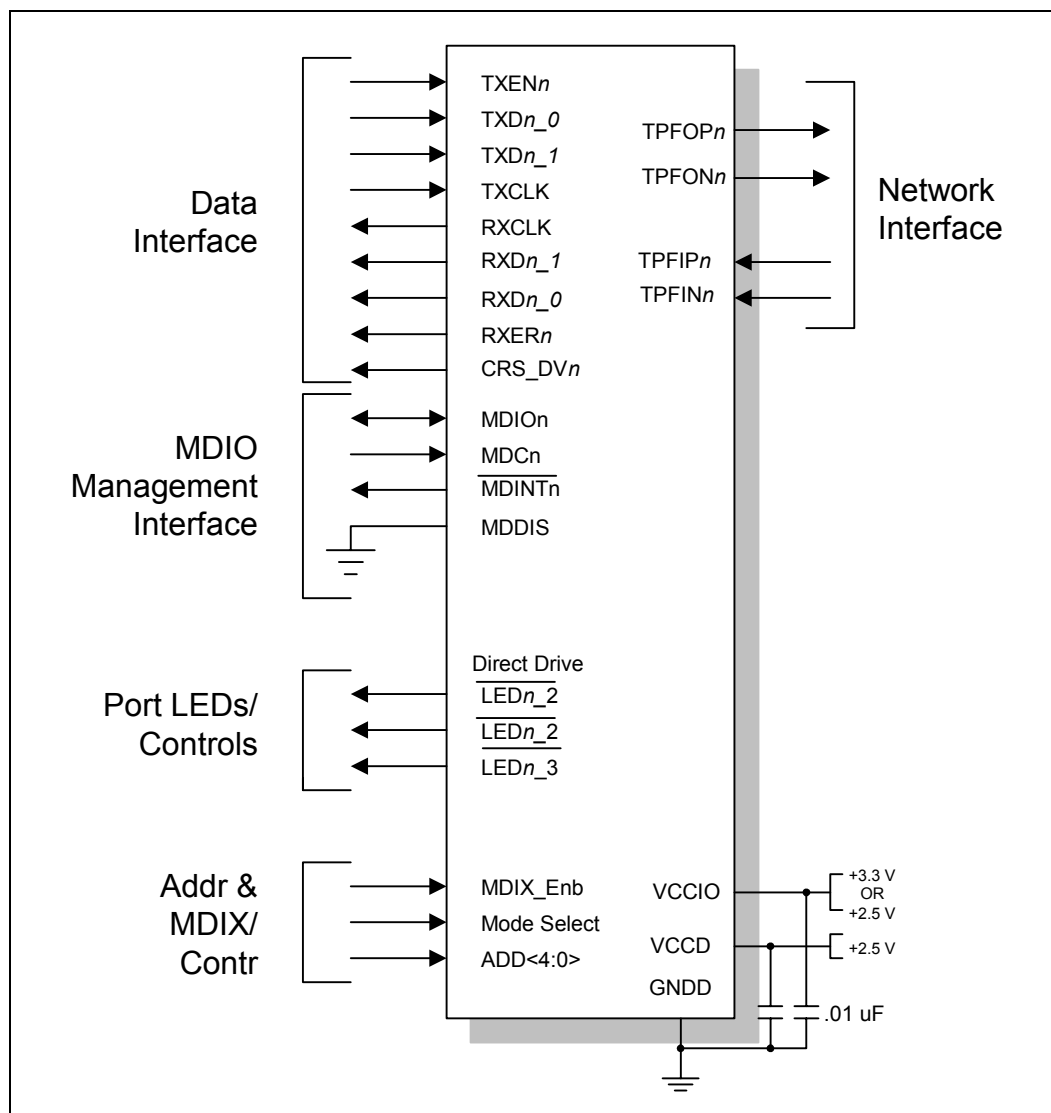 Data
Interface
TXENn
TXDn_0
TXDn_1
TXCLK
RXCLK
RXDn_1
RXDn_0
RXERn
CRS_DVn
TPFOPn
TPFONn
TPFIPn
TPFINn
Network
Interface
MDIO
Management
Interface
MDIOn
MDCn
MDINTn
MDDIS
Port LEDs/
Controls
Direct Drive
LEDn_2
LEDn_2
LEDn_3
Addr &
MDIX/
Contr
MDIX_Enb
Mode Select
ADD<4:0>
VCCIO
VCCD
GNDD
+3.3 V
OR
+2.5 V
+2.5 V
.01 uF